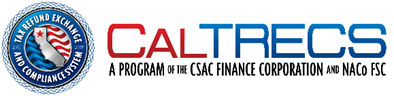 TAX REFUND EXCHANGE
AND COMPLIANCE SYSTEM
CALTRECS
A PROGRAM OF THE CSAC FINANCE CORPORATION AND NACo FSC